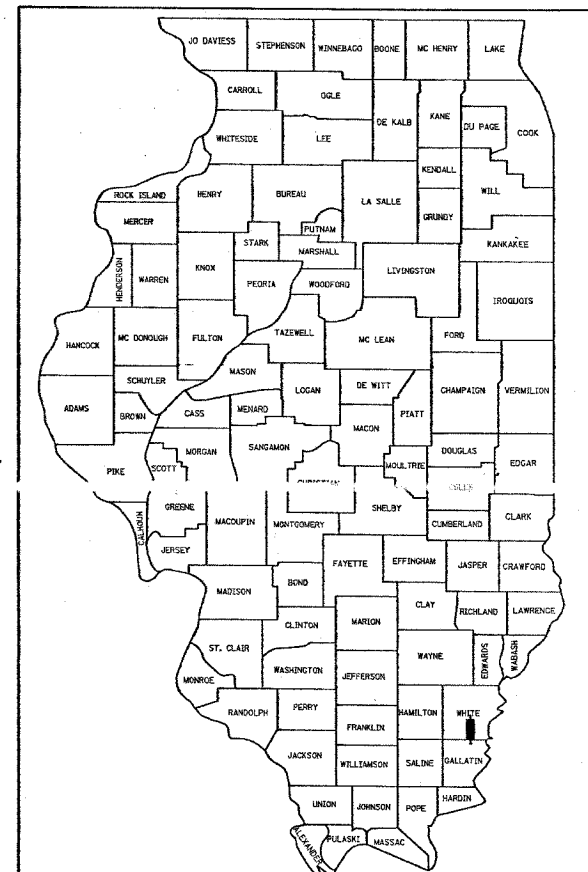 JO DAVIESS STEPHENSON WINNEBAGO BOONE MC HENRY LAKE
CARROLL OGLE DE KALB KANE DU PAGE COOK
WHITESIDE LEE
KENDALL WILL
ROCK ISLAND HENRY BUREAU LA SALLE
MERCER PUTNAM GRUNDY
STARK MARSHALL KANKAKEE
HENDERSON WARREN KNOX PEORIA WOODFORD LIVINGSTON
IROQUOIS
HANCOCK MC DONOUGH FULTON TAZEWELL MC LEAN FORD
MASON
SCHUYLER LOGAN DE WITT CHAMPAIGN VERMILION
ADAMS BROWN CASS MENARD PIATT
MACON
MORGAN SANGAMON DOUGLAS EDGAR
PIKE SCOTT MOULTRIE
CHRISTIAN
GREENE SHELBY
CALHOUN MACOUPIN MONTGOMERY CUMBERLAND CLARK
JERSEY
FAYETTE EFFINGHAM JASPER CRAWFORD
BOND
MADISON CLAY RICHLAND LAWRENCE
CLINTON MARION
ST. CLAIR WAYNE EDWARDS WABASH
WASHINGTON JEFFERSON
MONROE
RANDOLPH PERRY HAMILTON WHITE
FRANKLIN
JACKSON WILLIAMSON SALINE GALLATIN
HARDIN
UNION JOHNSON POPE
ALEXANDER PULASKI MASSAC